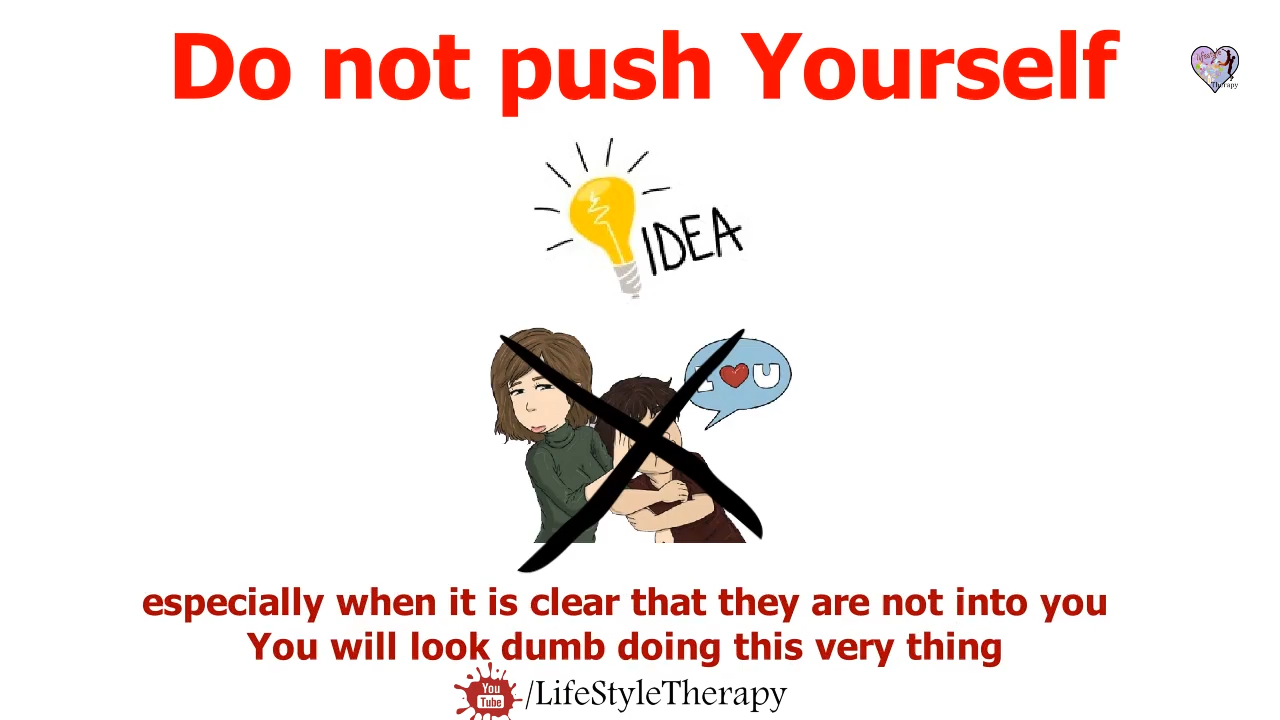 Do not push Yourself
Therapy
IDEA
I U
especially when it is clear that they are not into you
You will look dumb doing this very thing
You
Tube
/LifeStyleTherapy